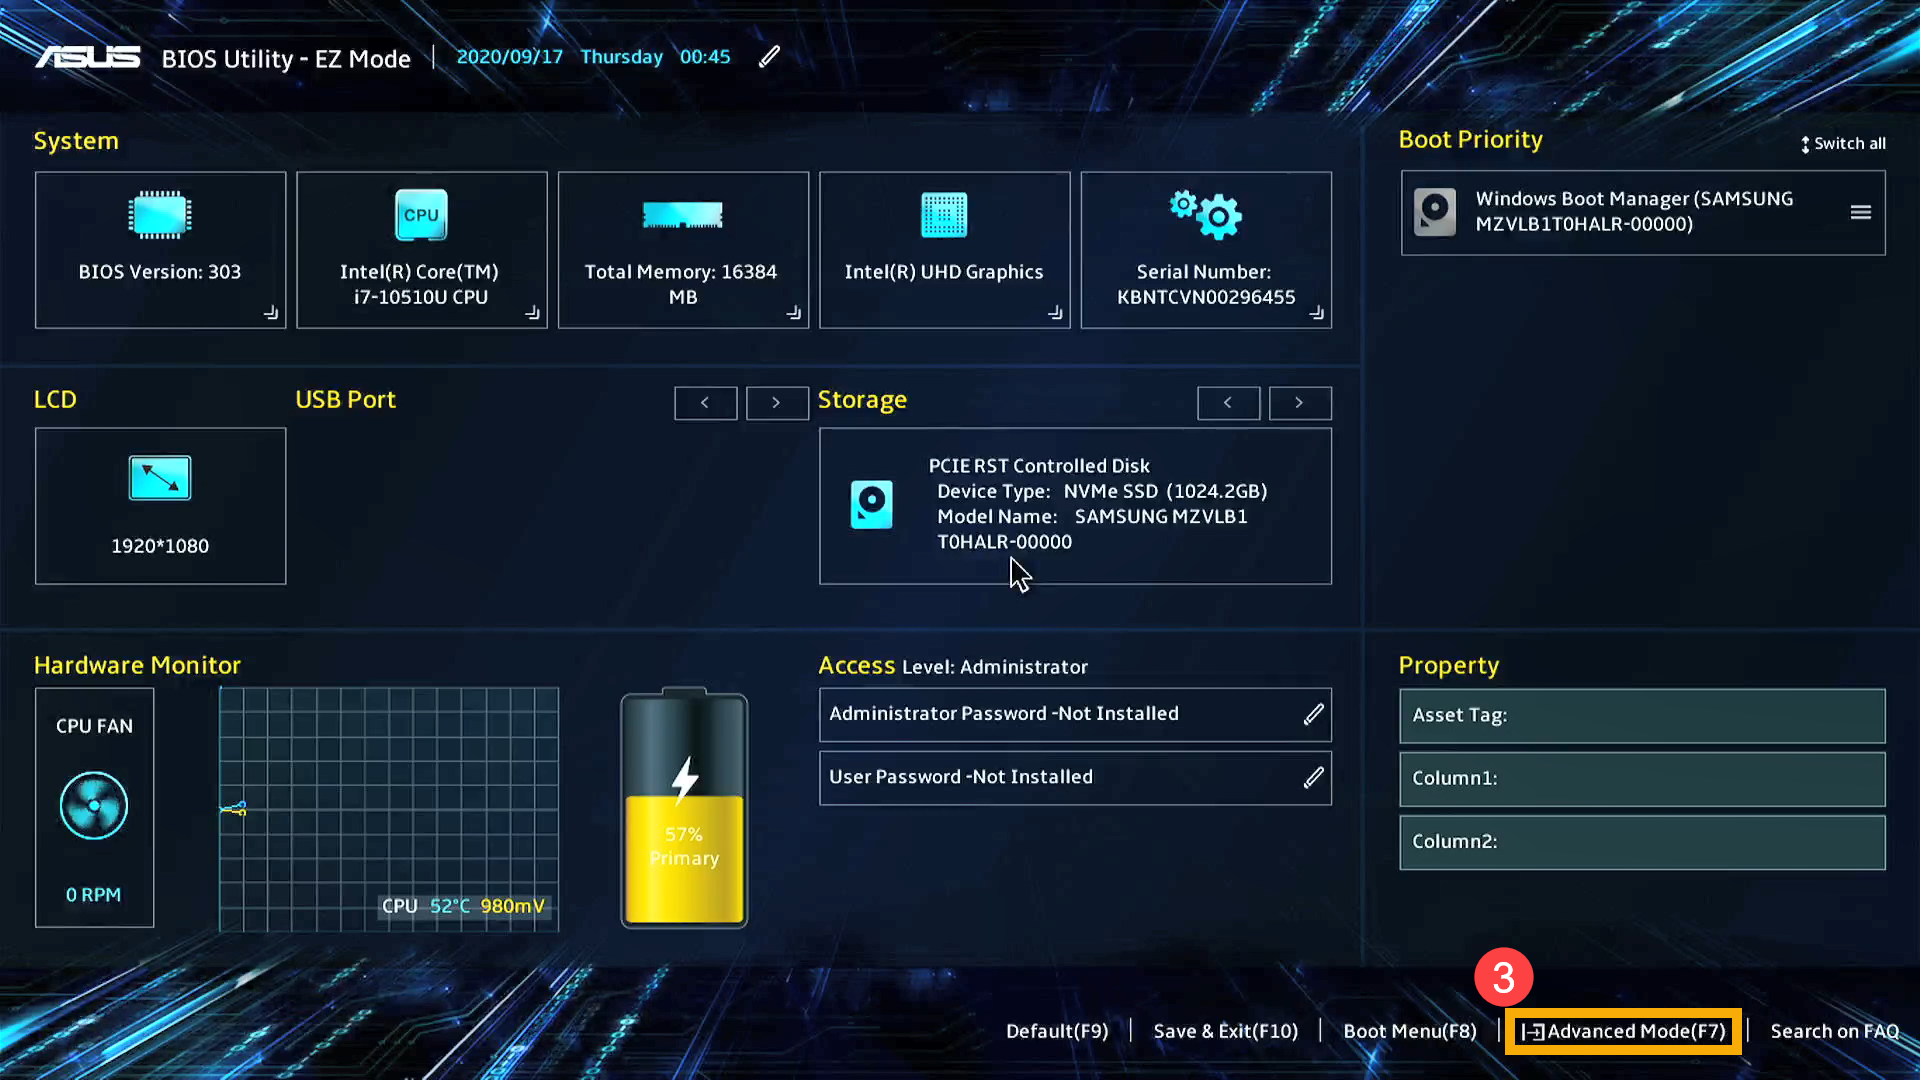 ASUS BIOS Utility - EZ Mode 2020/09/17 Thursday 00:45
System
BIOS Version: 303
CPU
Intel(R) Core(TM)
i7-10510U CPU
Total Memory: 16384
MB
Intel(R) UHD Graphics
Serial Number:
KBNTCVN00296455
Boot Priority
Switch all
Windows Boot Manager (SAMSUNG
MZVLB1T0HALR-00000)
LCD
1920*1080
USB Port
< >
Storage
< >
PCIE RST Controlled Disk
Device Type: NVMe SSD (1024.2GB)
Model Name: SAMSUNG MZVLB1
T0HALR-00000
Hardware Monitor
CPU FAN
0 RPM
CPU 52°C 980mV
57%
Primary
Access Level: Administrator
Administrator Password -Not Installed
User Password -Not Installed
Property
Asset Tag:
Column1:
Column2:
3
Default(F9) | Save & Exit(F10) | Boot Menu(F8) | Advanced Mode(F7) | Search on FAQ